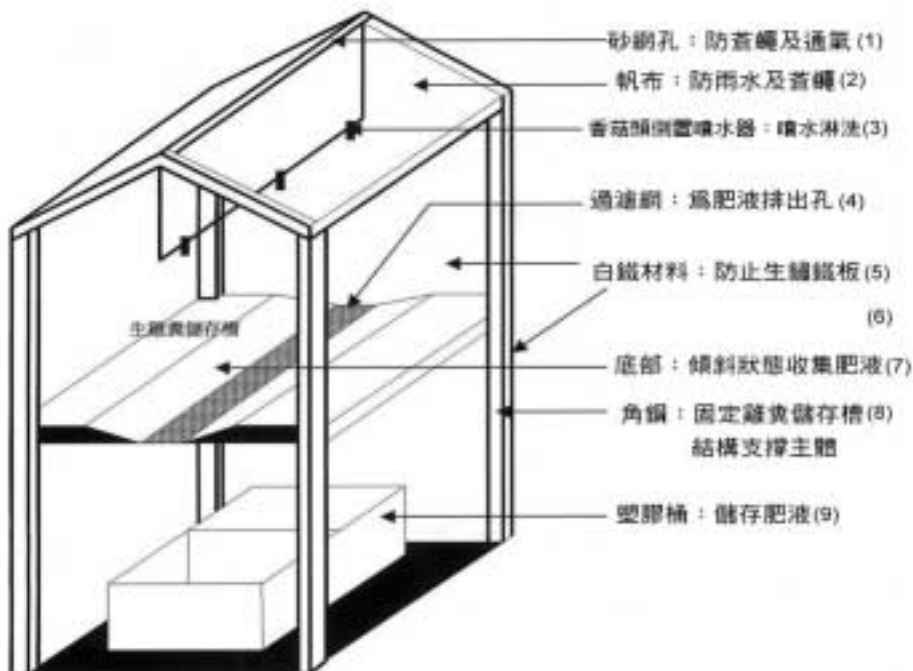 砂網孔：防蒼蠅及通氣(1)
帆布：防雨水及蒼蠅(2)
香菇頭倒置噴水器：噴水淋洗(3)
過濾網：為肥液排出孔(4)
白鐵材料：防止生鏽鐵板(5)
(6)
生雞糞儲存槽
底部：傾斜狀態收集肥液(7)
角鋼：固定雞糞儲存槽(8)
結構支撐主體
塑膠桶：儲存肥液(9)